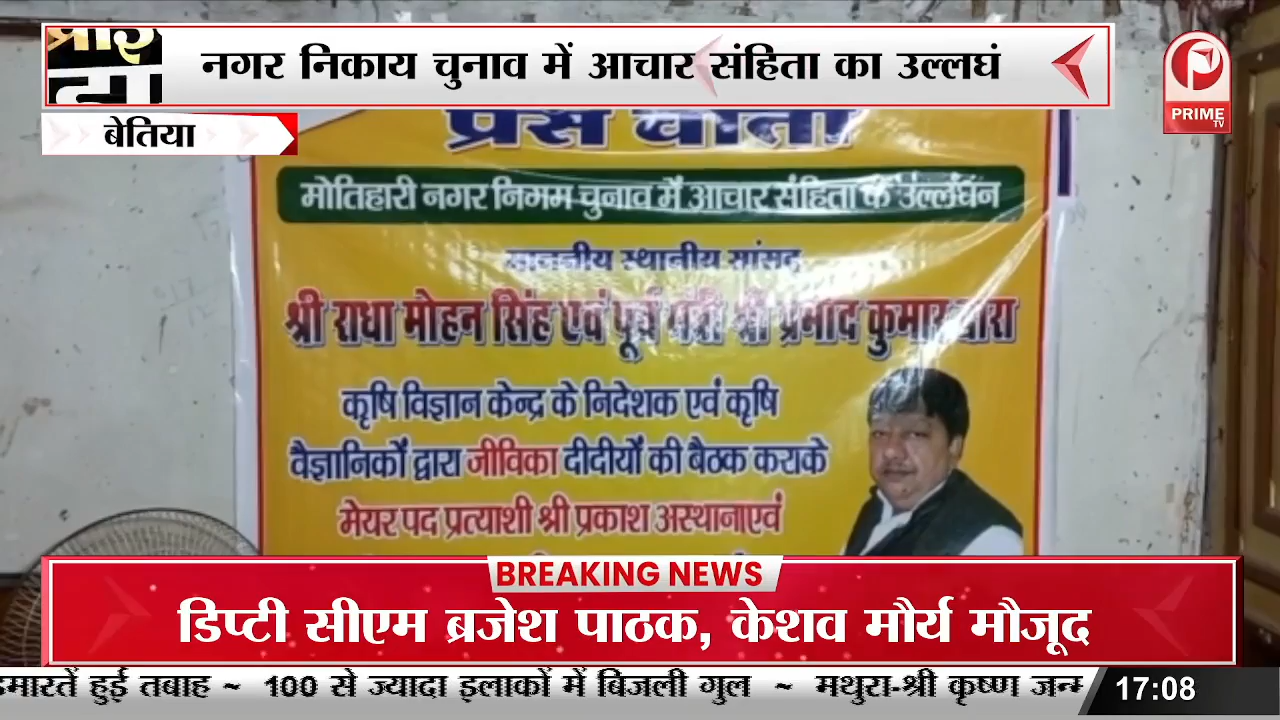 नगर निकाय चुनाव में आचार संहिता का उल्लघं
PRIME
TV
बेतिया
प्रेस वार्ता
मोतिहारी नगर निगम चुनाव में आचार संहिता के उल्लंघन
माननीय स्थानीय सांसद
श्री राधा मोहन सिंह एवं पूर्व मंत्री श्री प्रमोद कुमार द्वारा
कृषि विज्ञान केन्द्र के निदेशक एवं कृषि
वैज्ञानिकों द्वारा जीविका दीदीयों की बैठक कराके
मेयर पद प्रत्याशी श्री प्रकाश अस्थानाएवं
BREAKING NEWS
डिप्टी सीएम ब्रजेश पाठक, केशव मौर्य मौजूद
इमारतें हुई तबाह ~ 100 से ज्यादा इलाकों में बिजली गुल ~ मथुरा-श्री कृष्ण जन्म
17:08